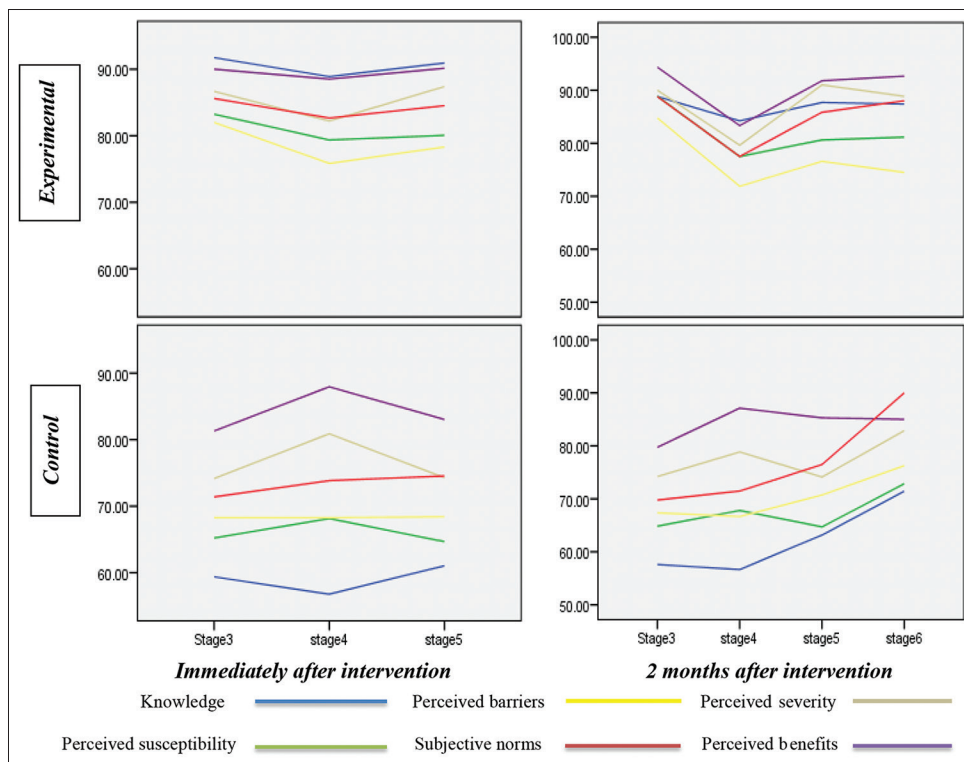 Experimental
90.00
80.00
70.00
60.00
100.00
90.00
80.00
70.00
60.00
50.00
Control
90.00
80.00
70.00
60.00
Stage3 stage4 stage5
Immediately after intervention
100.00
90.00
80.00
70.00
60.00
50.00
Stage3 stage4 stage5 stage6
2 months after intervention
Knowledge Perceived barriers Perceived severity
Perceived susceptibility Subjective norms Perceived benefits